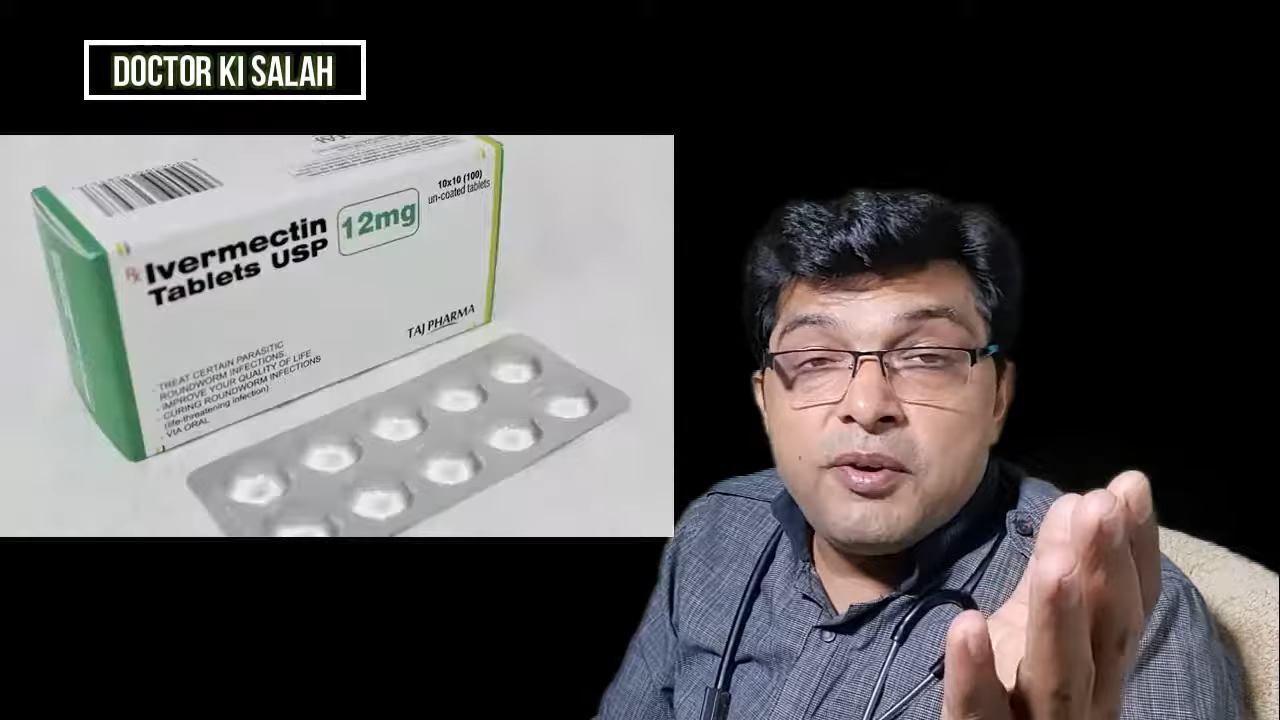 DOCTOR KI SALAH
10x10 (100)
un-coated tablets
Rx Ivermectin 12mg
Tablets USP
TAJ PHARMA
· TREAT CERTAIN PARASITIC
ROUNDWORM INFECTIONS.
· IMPROVE YOUR QUALITY OF LIFE
· CURING ROUNDWORM INFECTIONS
(life-threatening infection)
· VIA ORAL